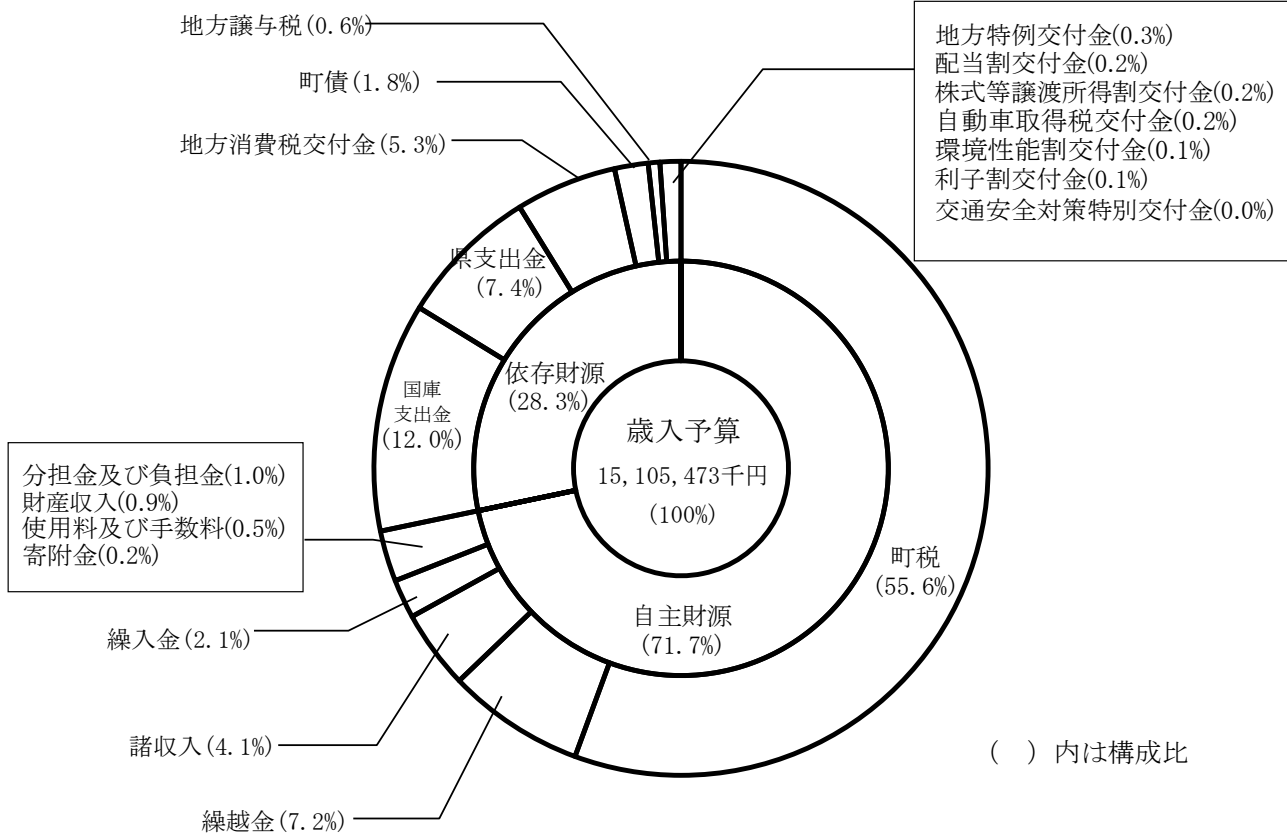 地方譲与税(0.6%)
町債(1.8%)
地方消費税交付金(5.3%)
地方特例交付金(0.3%)
配当割交付金(0.2%)
株式等譲渡所得割交付金(0.2%)
自動車取得税交付金(0.2%)
環境性能割交付金(0.1%)
利子割交付金(0.1%)
交通安全対策特別交付金(0.0%)
県支出金
(7.4%)
国庫
支出金
(12.0%)
依存財源
(28.3%)
歳入予算
15,105,473千円
(100%)
町税
(55.6%)
自主財源
(71.7%)
分担金及び負担金(1.0%)
財産収入(0.9%)
使用料及び手数料(0.5%)
寄附金(0.2%)
繰入金(2.1%)
諸収入(4.1%)
繰越金(7.2%)
( )内は構成比